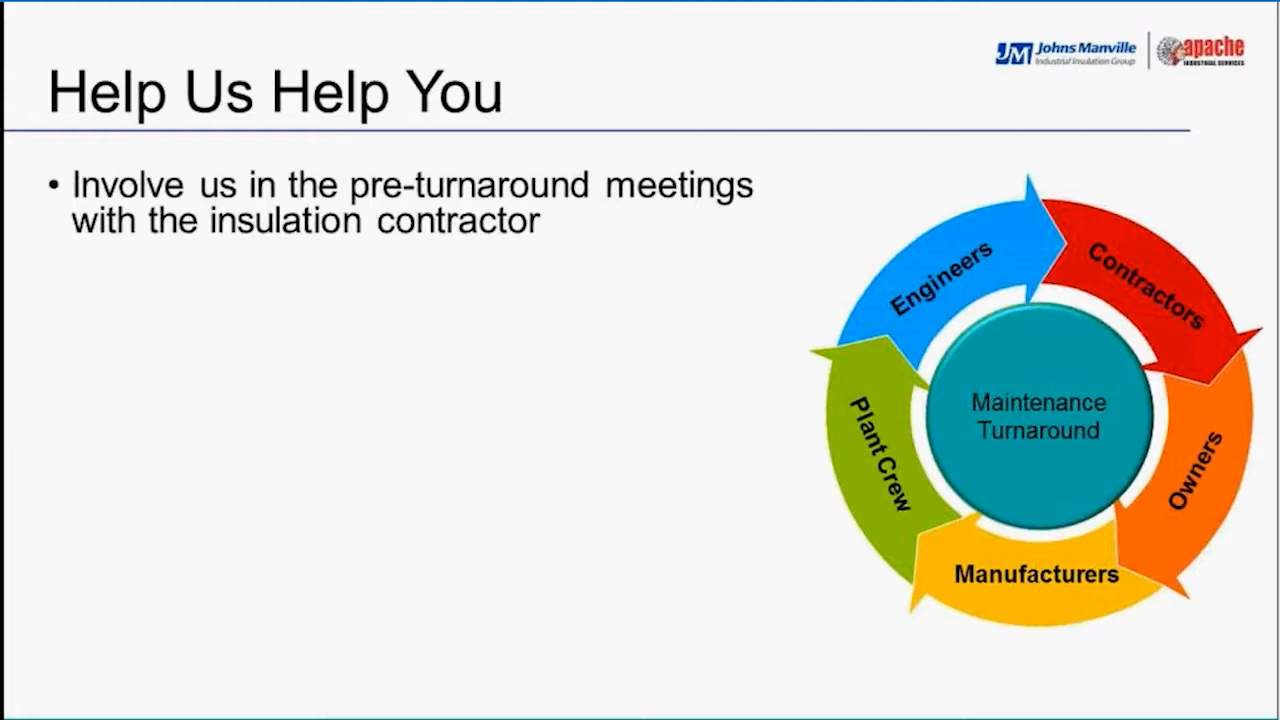 JM Johns Manville
Industrial Insulation Group
apache
INDUSTRIAL SERVICES
Help Us Help You
• Involve us in the pre-turnaround meetings
with the insulation contractor
Engineers
Contractors
Owners
Manufacturers
Plant Crew
Maintenance
Turnaround